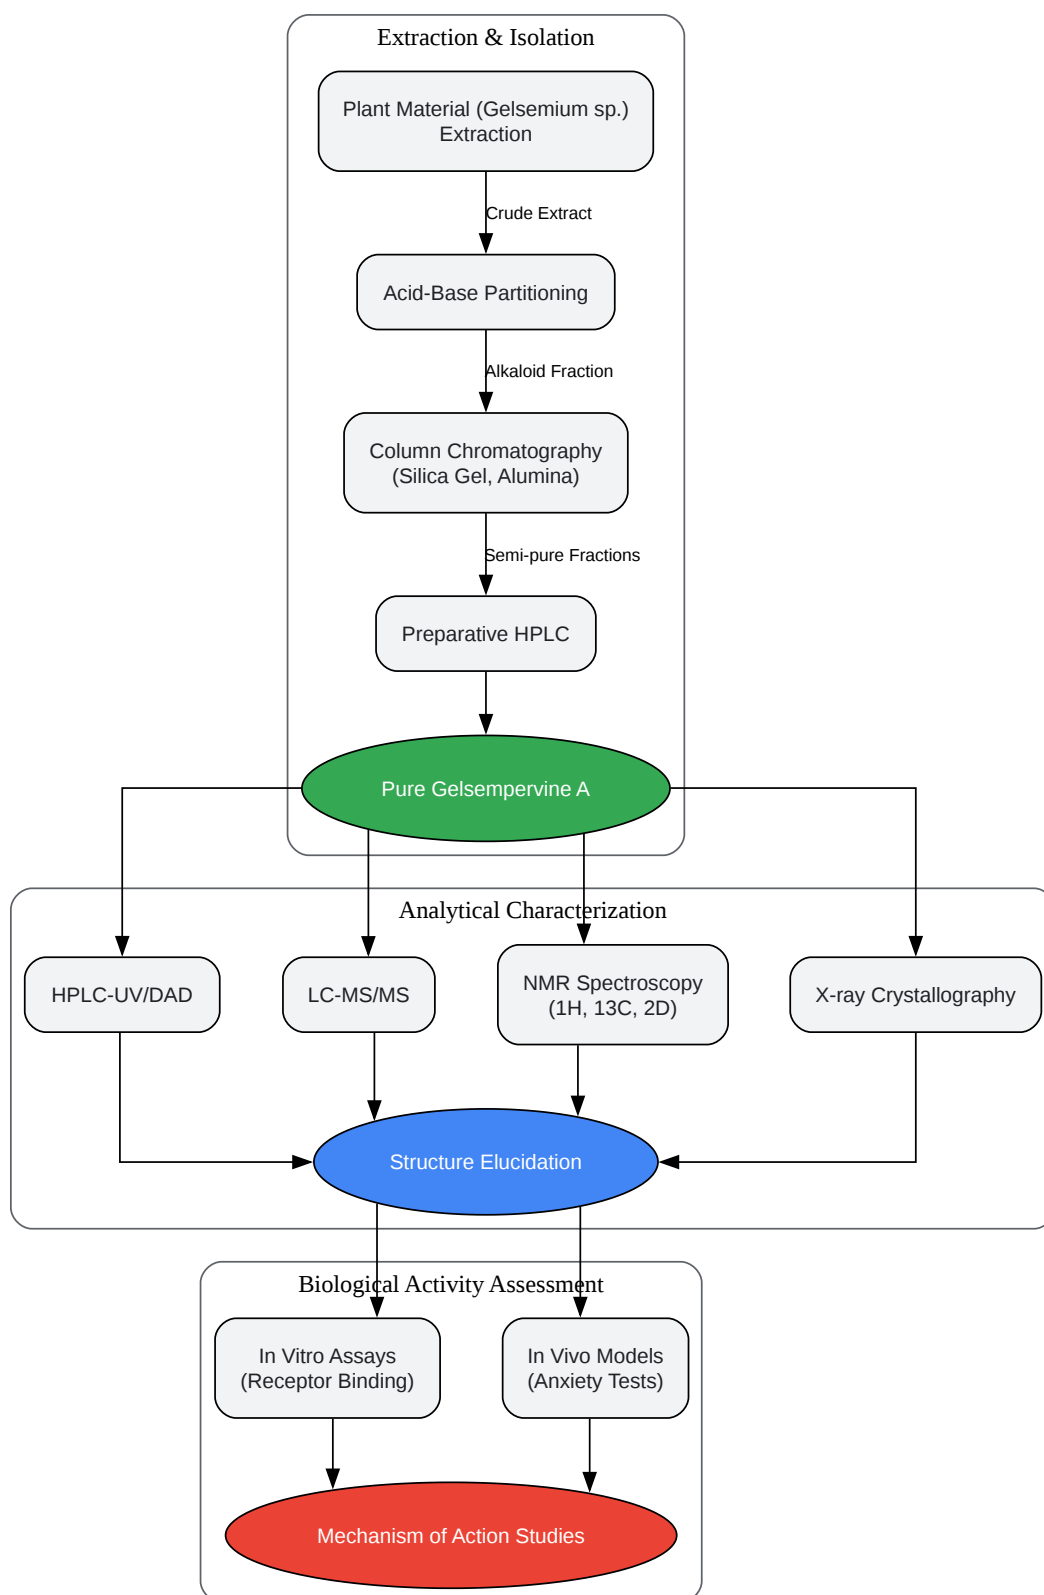 Extraction & Isolation
Plant Material (Gelsemium sp.)
Extraction
Crude Extract
Acid-Base Partitioning
Alkaloid Fraction
Column Chromatography
(Silica Gel, Alumina)
Semi-pure Fractions
Preparative HPLC
Pure Gelsempervine A
Analytical Characterization
HPLC-UV/DAD
LC-MS/MS
NMR Spectroscopy
(1H, 13C, 2D)
X-ray Crystallography
Structure Elucidation
Biological Activity Assessment
In Vitro Assays
(Receptor Binding)
In Vivo Models
(Anxiety Tests)
Mechanism of Action Studies